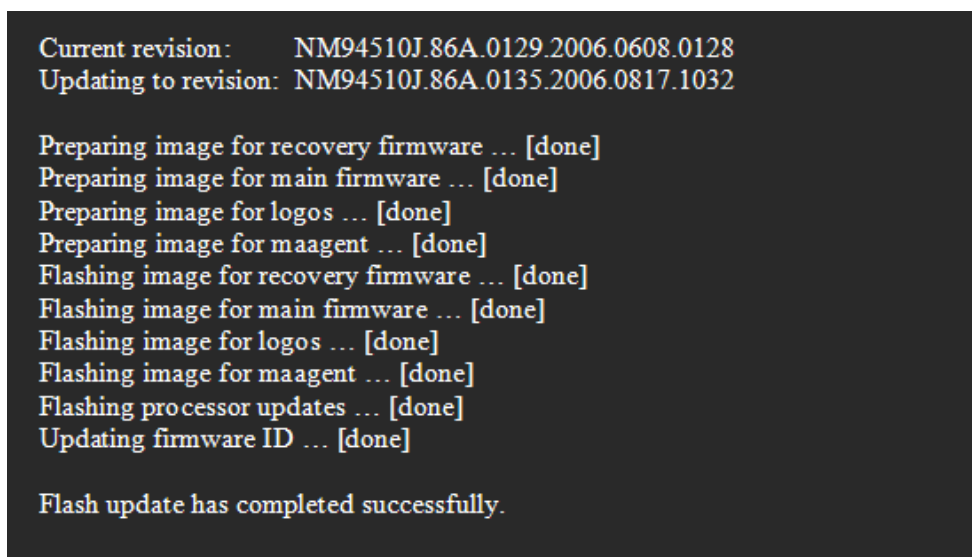 Current revision: NM94510J.86A.0129.2006.0608.0128
Updating to revision: NM94510J.86A.0135.2006.0817.1032
Preparing image for recovery firmware … [done]
Preparing image for main firmware … [done]
Preparing image for logos … [done]
Preparing image for maagent … [done]
Flashing image for recovery firmware … [done]
Flashing image for main firmware … [done]
Flashing image for logos … [done]
Flashing image for maagent … [done]
Flashing processor updates … [done]
Updating firmware ID … [done]
Flash update has completed successfully.